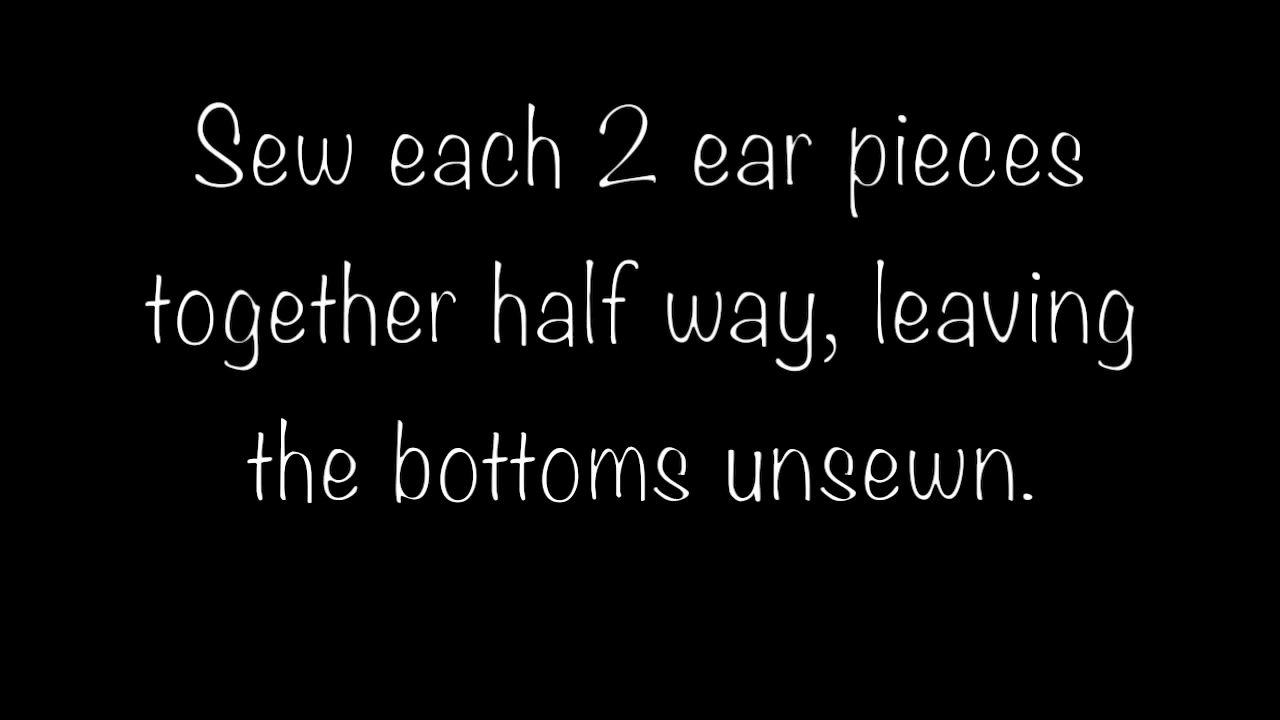 Sew each 2 ear pieces
together half way, leaving
the bottoms unsewn.